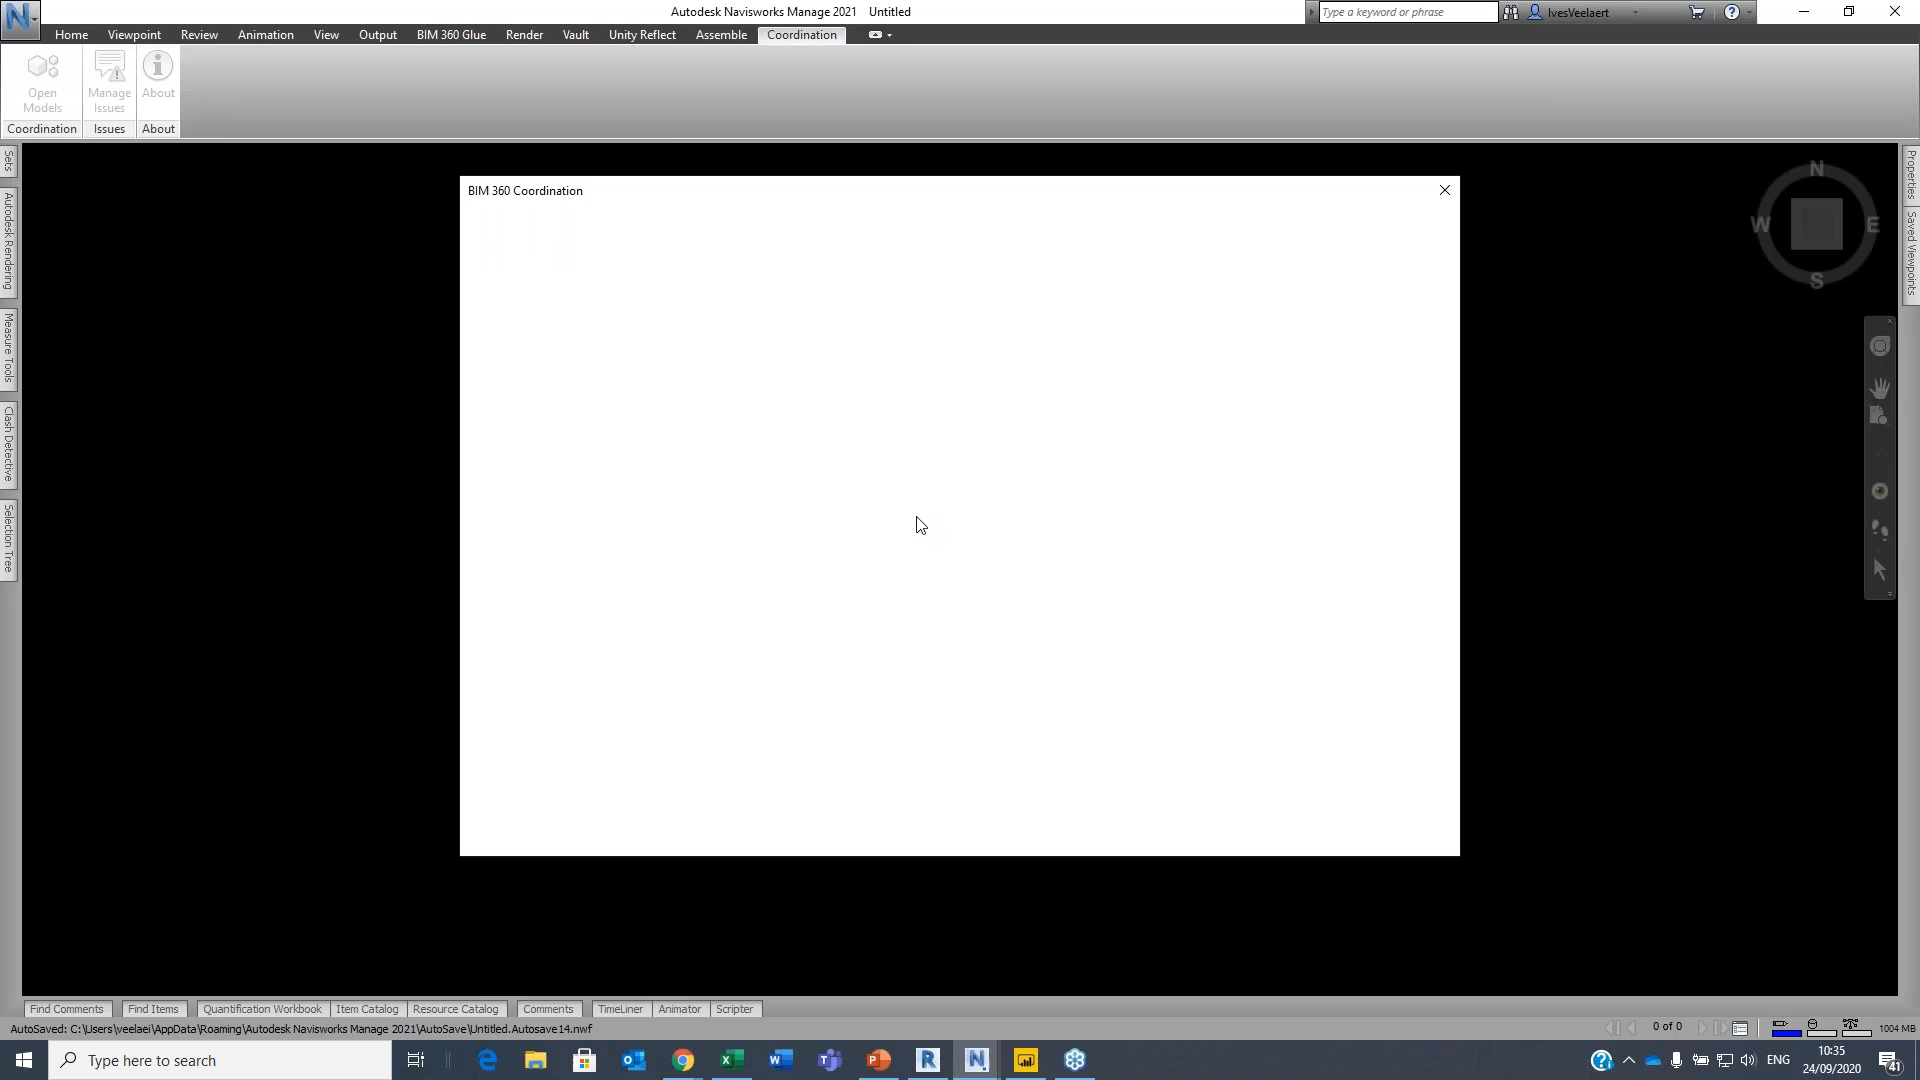 Autodesk Navisworks Manage 2021 Untitled
Type a keyword or phrase
IvesVeelaert
Home Viewpoint Review Animation View Output BIM 360 Glue Render Vault Unity Reflect Assemble Coordination
Open Models
Manage Issues
About
Coordination Issues About
Sets
Autodesk Rendering
Measure Tools
Clash Detective
Selection Tree
BIM 360 Coordination
N
W
E
S
Properties
Saved Viewpoints
Find Comments Find Items Quantification Workbook Item Catalog Resource Catalog Comments TimeLiner Animator Scripter
AutoSaved: C:\Users\veelaei\AppData\Roaming\Autodesk Navisworks Manage 2021\AutoSave\Untitled.Autosave14.nwf
0 of 0
1004 MB
Type here to search
ENG
10:35
24/09/2020
41